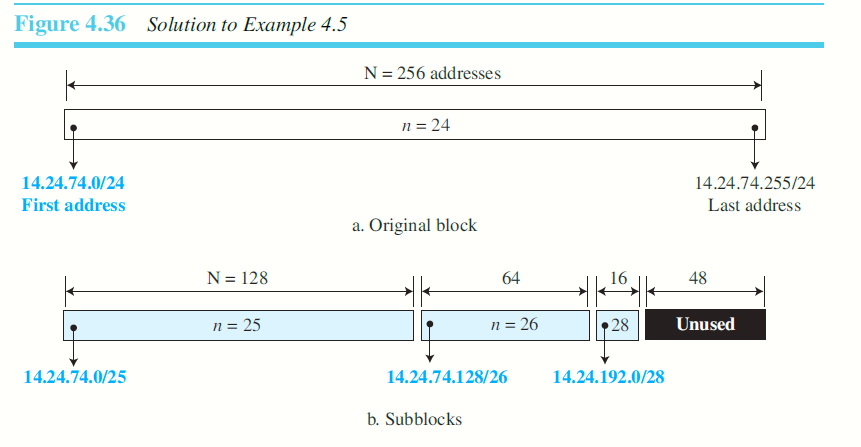 Figure 4.36 Solution to Example 4.5
N = 256 addresses
n = 24
14.24.74.0/24
First address
14.24.74.255/24
Last address
a. Original block
N = 128 64 16 48
n = 25 n = 26 28 Unused
14.24.74.0/25 14.24.74.128/26 14.24.192.0/28
b. Subblocks